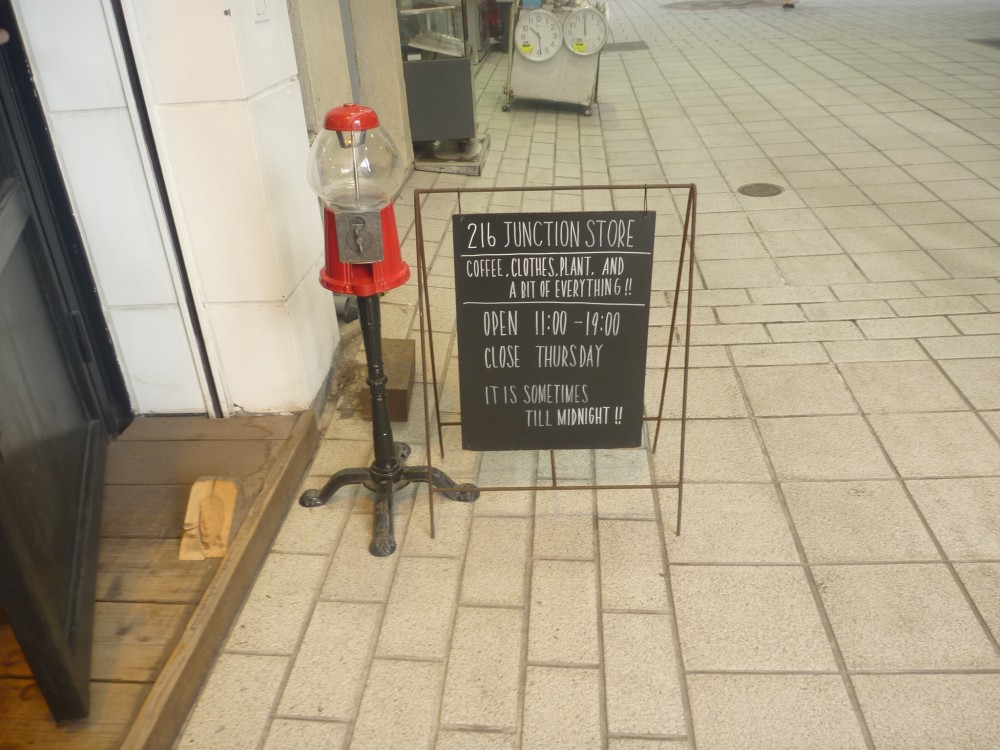 216 JUNCTION STORE
COFFEE, CLOTHES, PLANT, AND
A BIT OF EVERYTHING!!
OPEN 11:00 - 19:00
CLOSE THURSDAY
IT IS SOMETIMES
TILL MIDNIGHT!!